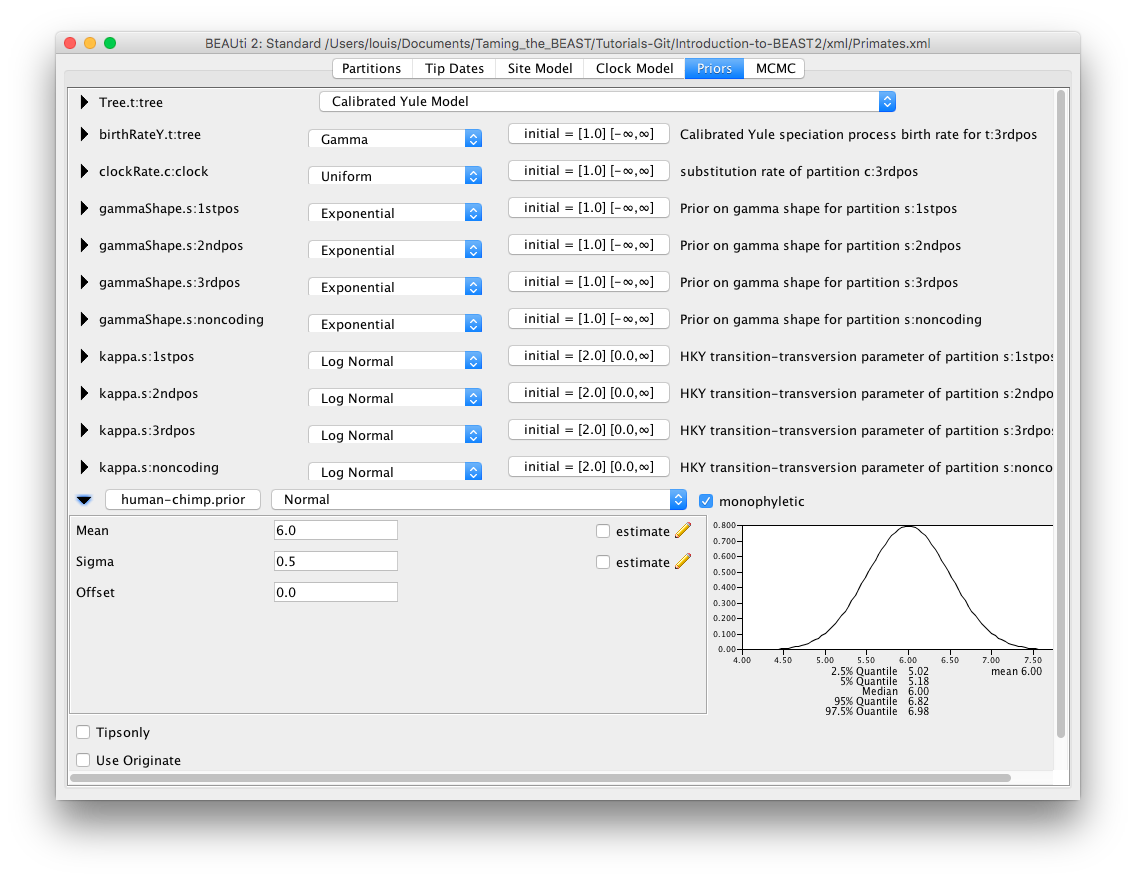 BEAUti 2: Standard /Users/louis/Documents/Taming_the_BEAST/Tutorials-Git/Introduction-to-BEAST2/xml/Primates.xml
Partitions Tip Dates Site Model Clock Model Priors MCMC
Tree.t:tree Calibrated Yule Model
birthRateY.t:tree Gamma initial = [1.0] [-∞,∞] Calibrated Yule speciation process birth rate for t:3rdpos
clockRate.c:clock Uniform initial = [1.0] [-∞,∞] substitution rate of partition c:3rdpos
gammaShape.s:1stpos Exponential initial = [1.0] [-∞,∞] Prior on gamma shape for partition s:1stpos
gammaShape.s:2ndpos Exponential initial = [1.0] [-∞,∞] Prior on gamma shape for partition s:2ndpos
gammaShape.s:3rdpos Exponential initial = [1.0] [-∞,∞] Prior on gamma shape for partition s:3rdpos
gammaShape.s:noncoding Exponential initial = [1.0] [-∞,∞] Prior on gamma shape for partition s:noncoding
kappa.s:1stpos Log Normal initial = [2.0] [0.0,∞] HKY transition-transversion parameter of partition s:1stpos
kappa.s:2ndpos Log Normal initial = [2.0] [0.0,∞] HKY transition-transversion parameter of partition s:2ndpo
kappa.s:3rdpos Log Normal initial = [2.0] [0.0,∞] HKY transition-transversion parameter of partition s:3rdpos
kappa.s:noncoding Log Normal initial = [2.0] [0.0,∞] HKY transition-transversion parameter of partition s:nonco
human-chimp.prior Normal monophyletic
Mean 6.0 estimate
Sigma 0.5 estimate
Offset 0.0
0.800
0.700
0.600
0.500
0.400
0.300
0.200
0.100
0.00
4.00 4.50 5.00 5.50 6.00 6.50 7.00 7.50
2.5% Quantile 5.02 mean 6.00
5% Quantile 5.18
Median 6.00
95% Quantile 6.82
97.5% Quantile 6.98
Tipsonly
Use Originate